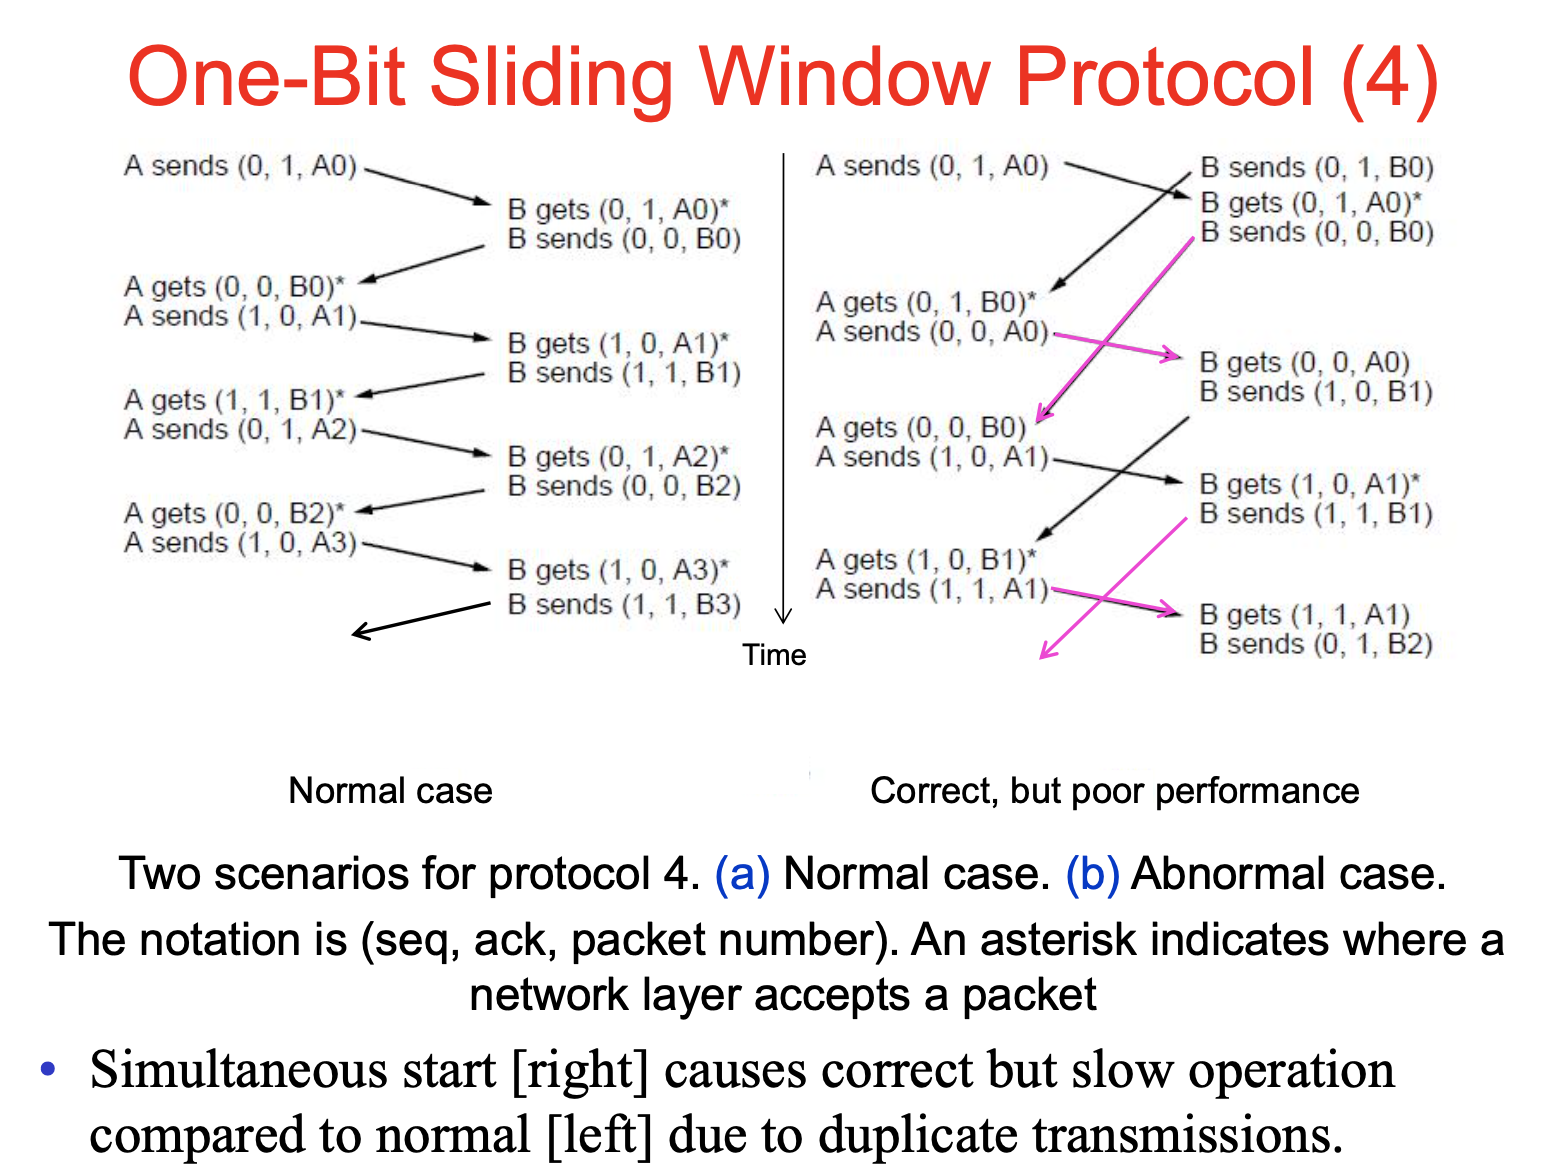 One-Bit Sliding Window Protocol (4)
A sends (0, 1, A0)
B gets (0, 1, A0)*
B sends (0, 0, B0)
A gets (0, 0, B0)*
A sends (1, 0, A1)
B gets (1, 0, A1)*
B sends (1, 1, B1)
A gets (1, 1, B1)*
A sends (0, 1, A2)
B gets (0, 1, A2)*
B sends (0, 0, B2)
A gets (0, 0, B2)*
A sends (1, 0, A3)
B gets (1, 0, A3)*
B sends (1, 1, B3)
Time
A sends (0, 1, A0)
B sends (0, 1, B0)
B gets (0, 1, A0)*
B sends (0, 0, B0)
A gets (0, 1, B0)*
A sends (0, 0, A0)
B gets (0, 0, A0)
B sends (1, 0, B1)
A gets (0, 0, B0)
A sends (1, 0, A1)
B gets (1, 0, A1)*
B sends (1, 1, B1)
A gets (1, 0, B1)*
A sends (1, 1, A1)
B gets (1, 1, A1)
B sends (0, 1, B2)
Normal case
Correct, but poor performance
Two scenarios for protocol 4. (a) Normal case. (b) Abnormal case.
The notation is (seq, ack, packet number). An asterisk indicates where a
network layer accepts a packet
• Simultaneous start [right] causes correct but slow operation
compared to normal [left] due to duplicate transmissions.